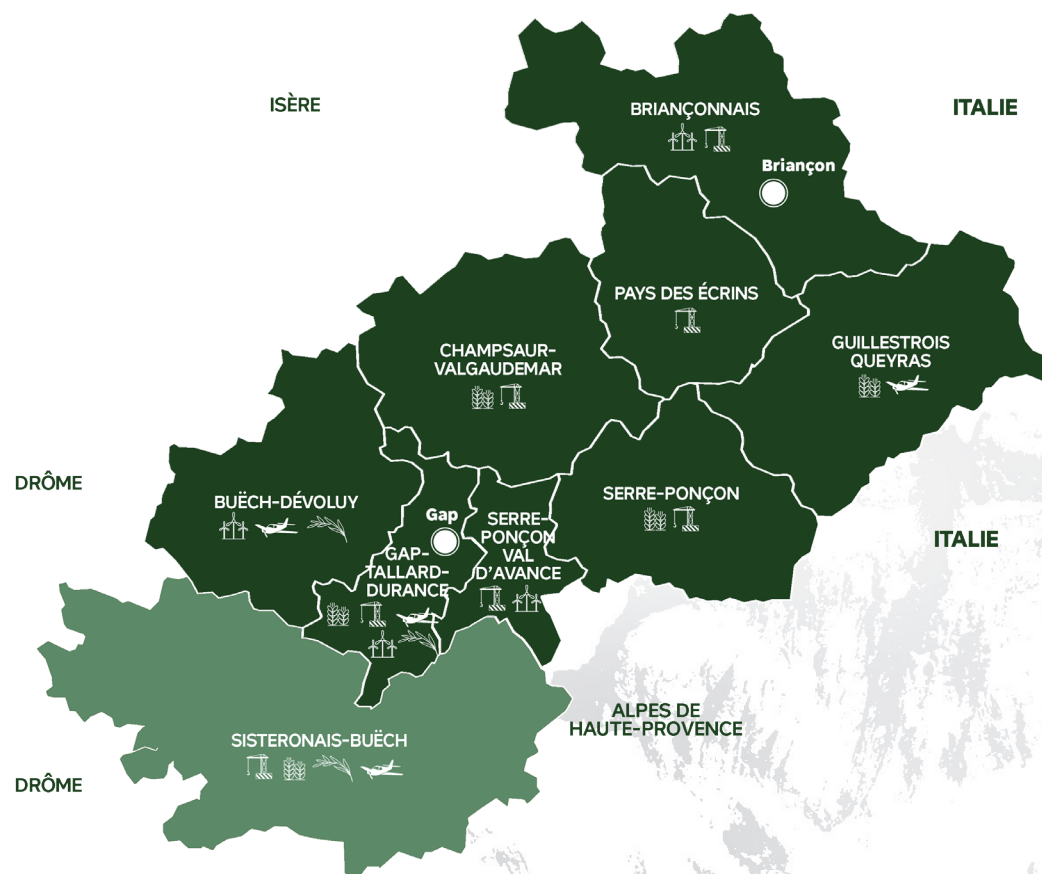 ISÈRE
ITALIE
BRIANÇONNAIS
Briançon
PAYS DES ÉCRINS
GUILLESTROIS
QUEYRAS
CHAMPSAUR-
VALGAUDEMAR
DRÔME
BUËCH-DÉVOLUY
SERRE-PONÇON
Gap
SERRE-
PONÇON
VAL
D'AVANCE
GAP-
TALLARD-
DURANCE
ITALIE
ALPES DE
HAUTE-PROVENCE
SISTERONAIS-BUËCH
DRÔME